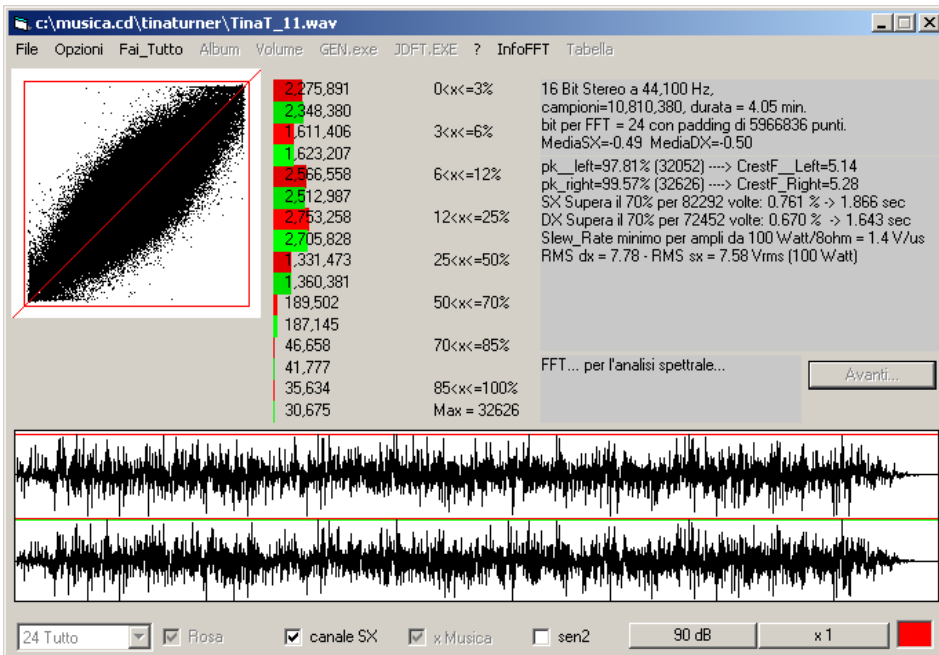 c:\musica.cd\tinaturner\TinaT_11.wav
File Opzioni Fai_Tutto Album Volume GEN.exe JDFT.EXE ? InfoFFT Tabella
2,275,891 0<x<=3%
2,348,380
1,611,406 3<x<=6%
1,623,207
2,566,558 6<x<=12%
2,512,987
2,753,258 12<x<=25%
2,705,828
1,331,473 25<x<=50%
1,360,381
189,502 50<x<=70%
187,145
46,658 70<x<=85%
41,777
35,634 85<x<=100%
30,675 Max = 32626
16 Bit Stereo a 44,100 Hz,
campioni=10,810,380, durata = 4.05 min.
bit per FFT = 24 con padding di 5966836 punti.
MediaSX=-0.49 MediaDX=-0.50
pk__left=97.81% (32052) ----> CrestF__Left=5.14
pk_right=99.57% (32626) ----> CrestF_Right=5.28
SX Supera il 70% per 82292 volte: 0.761 % -> 1.866 sec
DX Supera il 70% per 72452 volte: 0.670 % -> 1.643 sec
Slew_Rate minimo per ampli da 100 Watt/8ohm = 1.4 V/us
RMS dx = 7.78 - RMS sx = 7.58 Vrms (100 Watt)
FFT... per l'analisi spettrale...
Avanti...
24 Tutto Rosa canale SX x Musica sen2 90 dB x 1